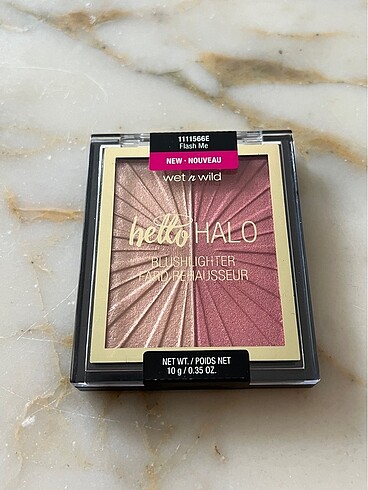 1111566E
Flash Me
NEW • NOUVEAU
wet n wild
hello HALO
BLUSHLIGHTER
FARD REHAUSSEUR
NET WT. / POIDS NET
10 g / 0.35 OZ.